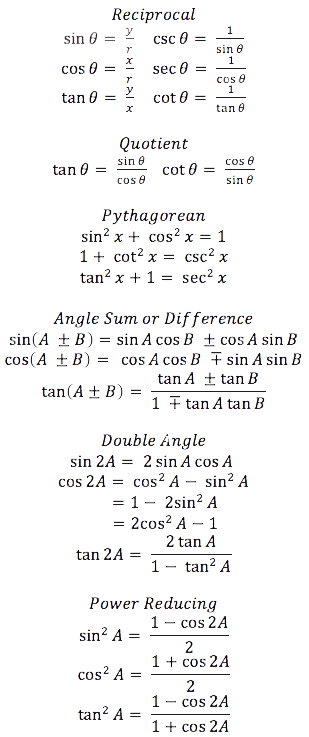 Reciprocal
sin θ = y/r csc θ = 1/sin θ
cos θ = x/r sec θ = 1/cos θ
tan θ = y/x cot θ = 1/tan θ
Quotient
tan θ = sin θ/cos θ cot θ = cos θ/sin θ
Pythagorean
sin² x + cos² x = 1
1 + cot² x = csc² x
tan² x + 1 = sec² x
Angle Sum or Difference
sin(A ± B) = sin A cos B ± cos A sin B
cos(A ± B) = cos A cos B ∓ sin A sin B
tan(A ± B) = (tan A ± tan B)/(1 ∓ tan A tan B)
Double Angle
sin 2A = 2 sin A cos A
cos 2A = cos² A − sin² A
= 1 − 2sin² A
= 2cos² A − 1
tan 2A = (2 tan A)/(1 − tan² A)
Power Reducing
sin² A = (1 − cos 2A)/2
cos² A = (1 + cos 2A)/2
tan² A = (1 − cos 2A)/(1 + cos 2A)